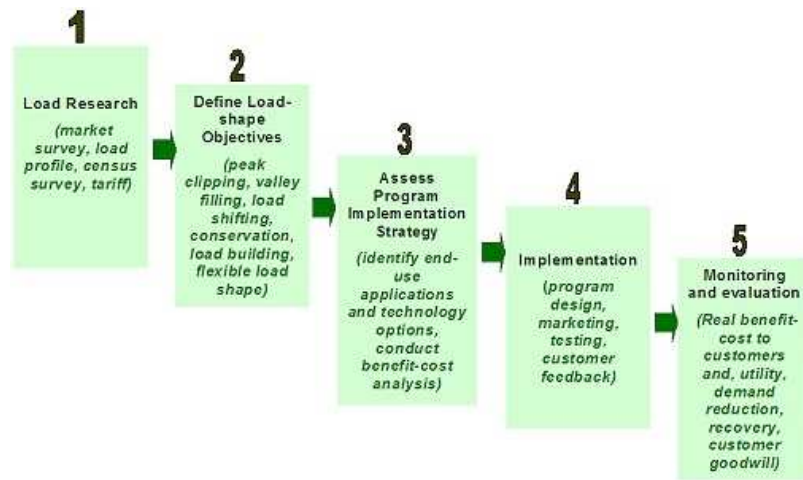 1
Load Research
(market
survey, load
profile, census
survey, tariff)
2
Define Load-
shape
Objectives
(peak
clipping, valley
filling, load
shifting,
conservation,
load building,
flexible load
shape)
3
Assess
Program
Implementation
Strategy
(identify end-
use
applications
and technology
options,
conduct
benefit-cost
analysis)
4
Implementation
(program
design,
marketing,
testing,
customer
feedback)
5
Monitoring
and evaluation
(Real benefit-
cost to
customers
and, utility,
demand
reduction,
recovery,
customer
goodwill)